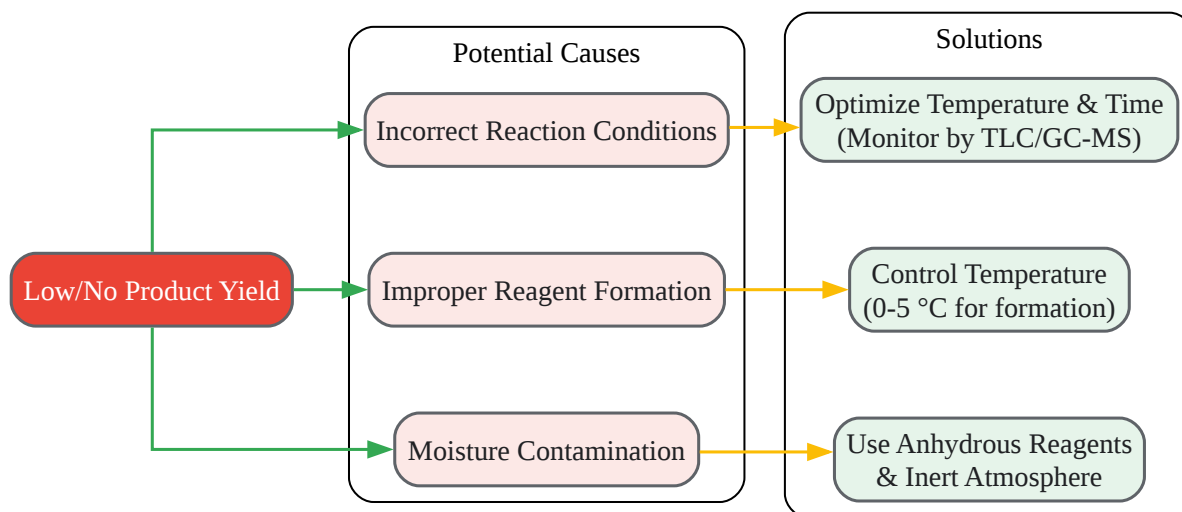 Potential Causes
Solutions
Incorrect Reaction Conditions
Optimize Temperature & Time
(Monitor by TLC/GC-MS)
Low/No Product Yield
Improper Reagent Formation
Control Temperature
(0-5 °C for formation)
Moisture Contamination
Use Anhydrous Reagents
& Inert Atmosphere